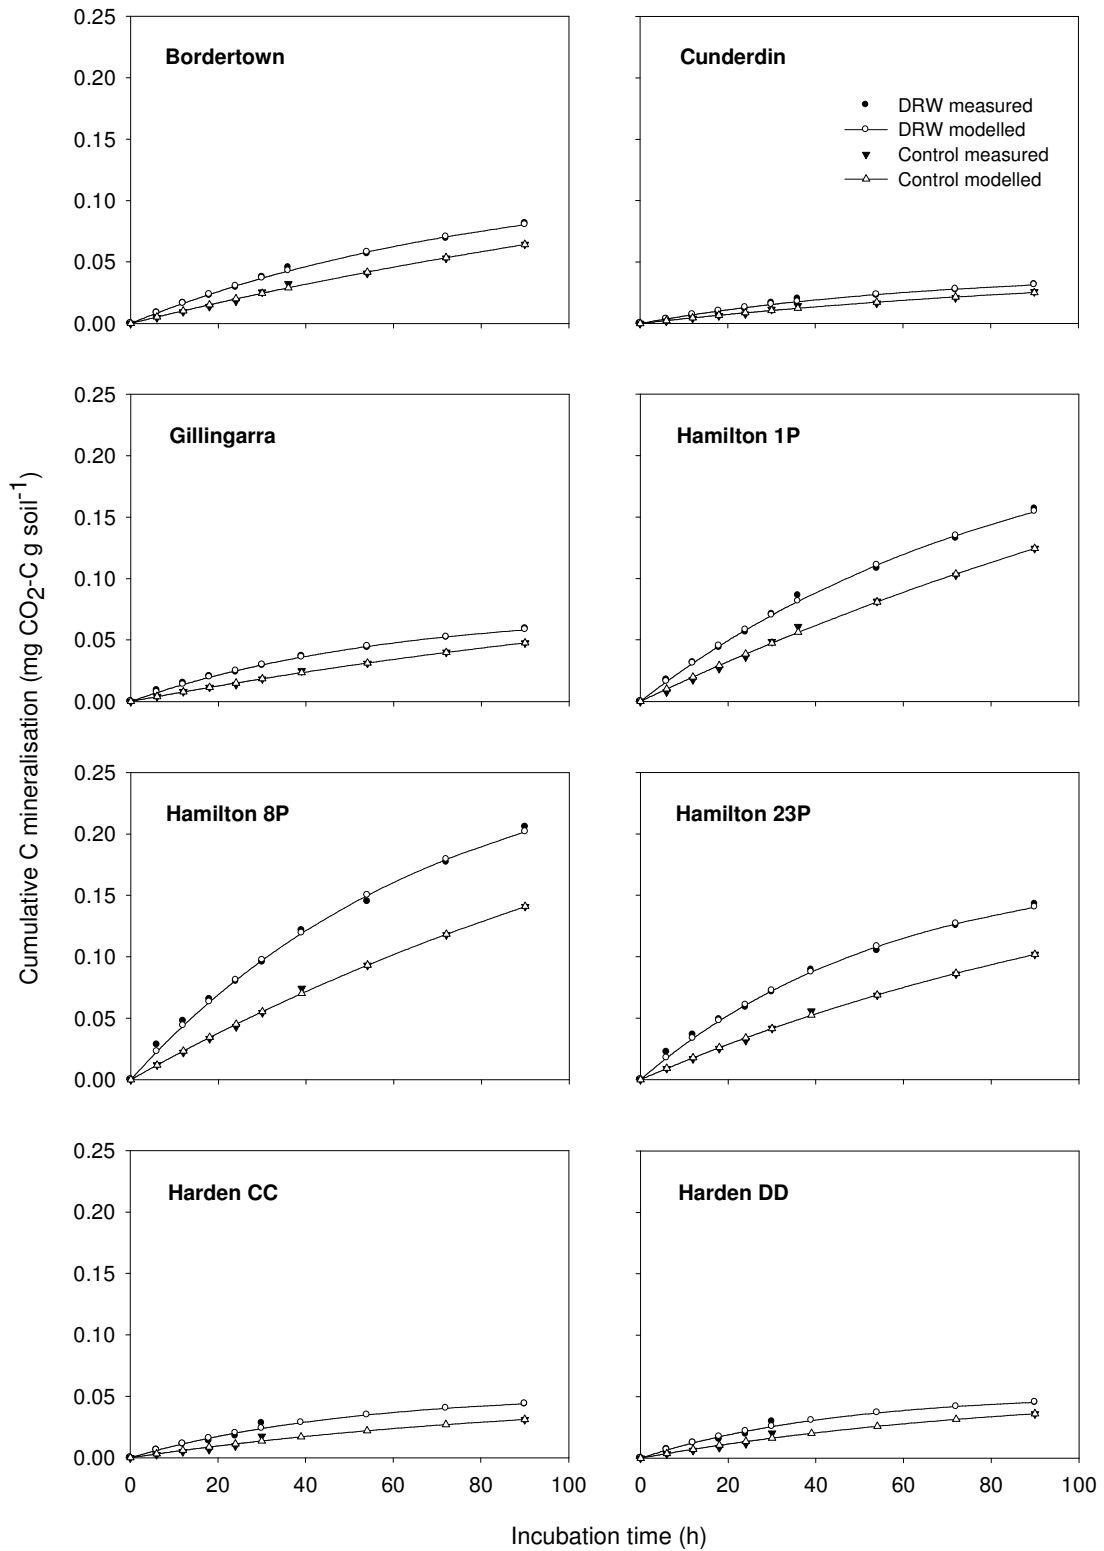 0.25
0.20
0.15
0.10
0.05
0.00
Bordertown
Cunderdin
DRW measured
DRW modelled
Control measured
Control modelled
0.25
0.20
0.15
0.10
0.05
0.00
Gillingarra
Hamilton 1P
Cumulative C mineralisation (mg CO2-C g soil-1)
0.25
0.20
0.15
0.10
0.05
0.00
Hamilton 8P
Hamilton 23P
0.25
0.20
0.15
0.10
0.05
0.00
Harden CC
Harden DD
0 20 40 60 80 100 0 20 40 60 80 100
Incubation time (h)